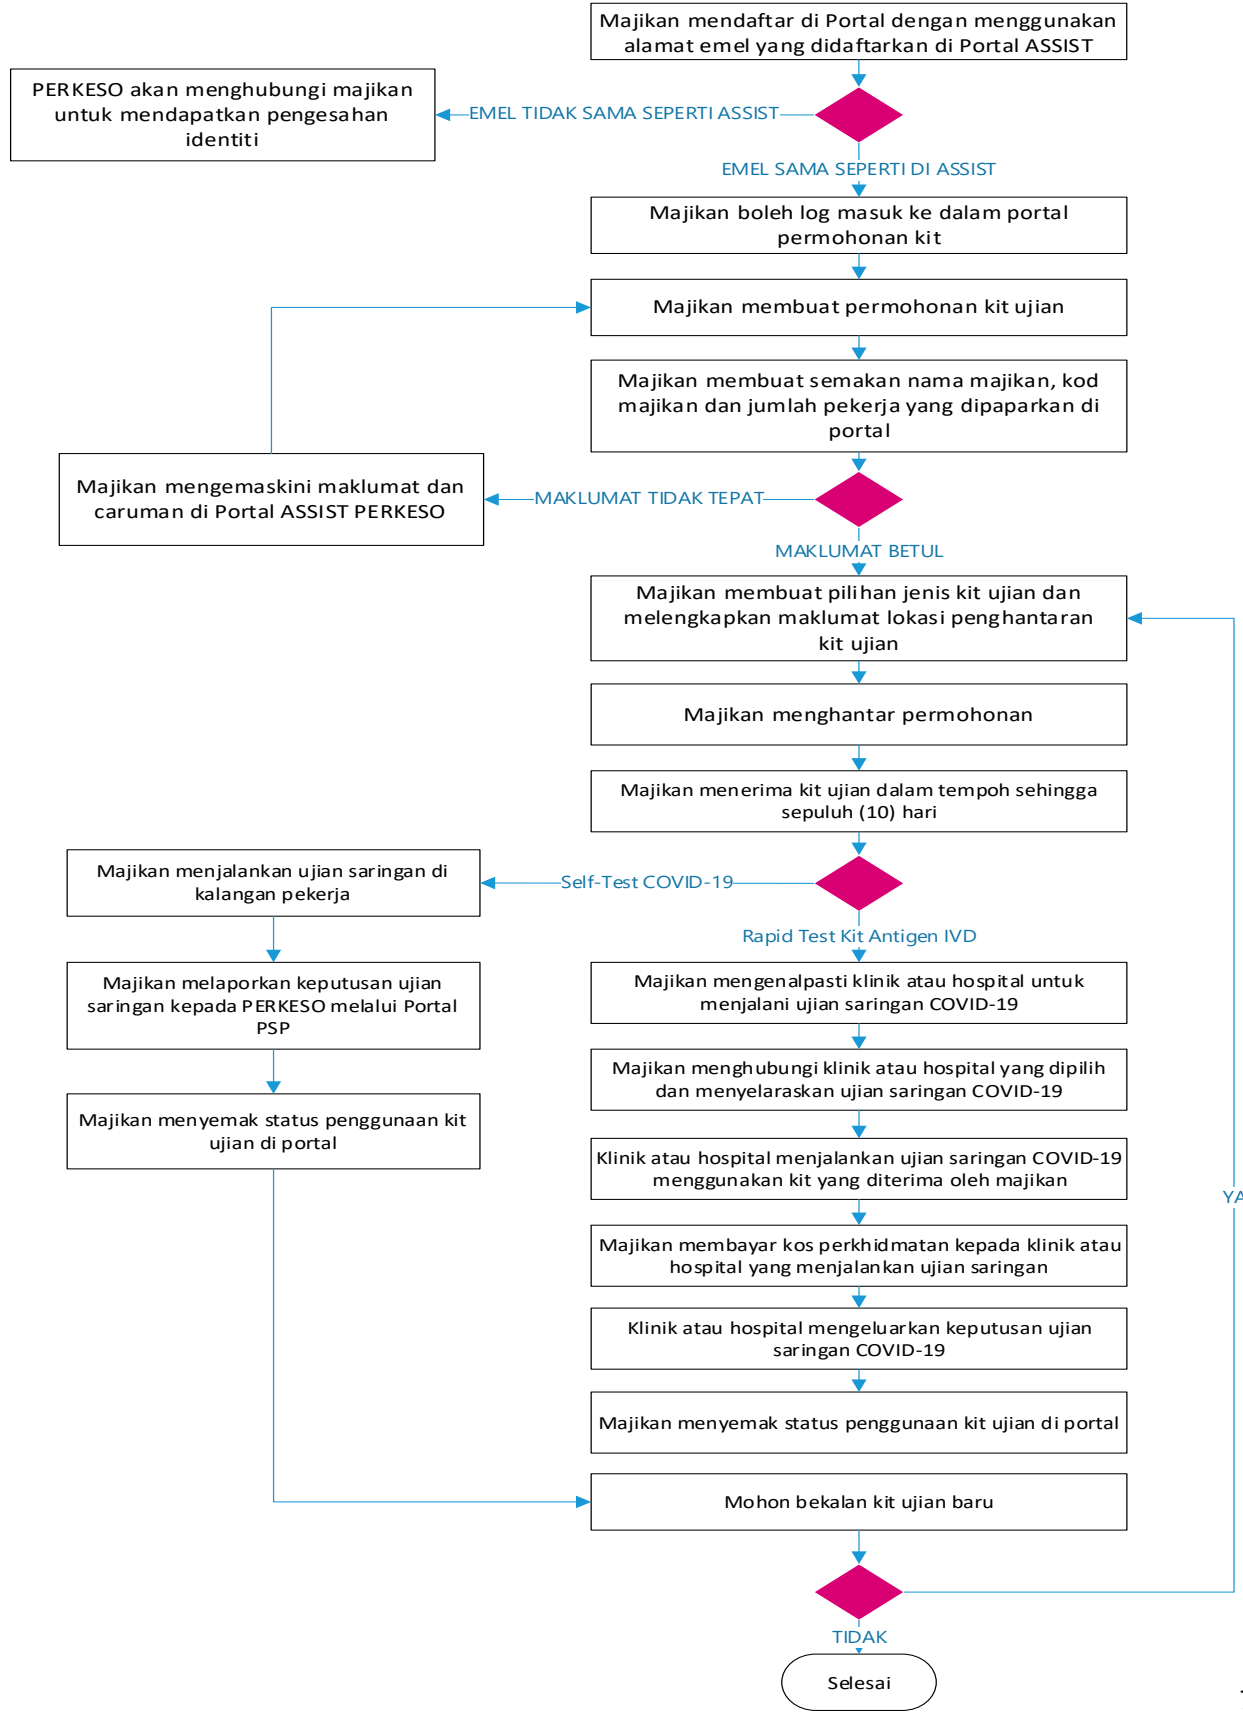 Majikan mendaftar di Portal dengan menggunakan
alamat emel yang didaftarkan di Portal ASSIST
PERKESO akan menghubungi majikan
untuk mendapatkan pengesahan
identiti
EMEL TIDAK SAMA SEPERTI ASSIST
EMEL SAMA SEPERTI DI ASSIST
Majikan boleh log masuk ke dalam portal
permohonan kit
Majikan membuat permohonan kit ujian
Majikan membuat semakan nama majikan, kod
majikan dan jumlah pekerja yang dipaparkan di
portal
Majikan mengemaskini maklumat dan
caruman di Portal ASSIST PERKESO
MAKLUMAT TIDAK TEPAT
MAKLUMAT BETUL
Majikan membuat pilihan jenis kit ujian dan
melengkapkan maklumat lokasi penghantaran
kit ujian
Majikan menghantar permohonan
Majikan menerima kit ujian dalam tempoh sehingga
sepuluh (10) hari
Self-Test COVID-19
Majikan menjalankan ujian saringan di
kalangan pekerja
Majikan melaporkan keputusan ujian
saringan kepada PERKESO melalui Portal
PSP
Majikan menyemak status penggunaan kit
ujian di portal
Rapid Test Kit Antigen IVD
Majikan mengenalpasti klinik atau hospital untuk
menjalani ujian saringan COVID-19
Majikan menghubungi klinik atau hospital yang dipilih
dan menyelaraskan ujian saringan COVID-19
Klinik atau hospital menjalankan ujian saringan COVID-19
menggunakan kit yang diterima oleh majikan
Majikan membayar kos perkhidmatan kepada klinik atau
hospital yang menjalankan ujian saringan
Klinik atau hospital mengeluarkan keputusan ujian
saringan COVID-19
Majikan menyemak status penggunaan kit ujian di portal
Mohon bekalan kit ujian baru
YA
TIDAK
Selesai